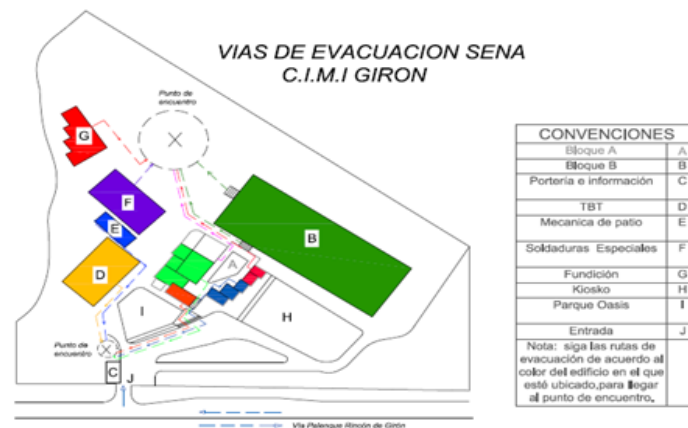 VIAS DE EVACUACION SENA
C.I.M.I GIRON
Punto de
encuentro
G
F
E
D
B
A
I
H
Punto de
encuentro
C
J
Vía Palenque Rincón de Girón
CONVENCIONES
Bloque A A
Bloque B B
Portería e información C
TBT D
Mecanica de patio E
Soldaduras Especiales F
Fundición G
Kiosko H
Parque Oasis I
Entrada J
Nota: siga las rutas de
evacuación de acuerdo al
color del edificio en el que
esté ubicado,para llegar
al punto de encuentro.